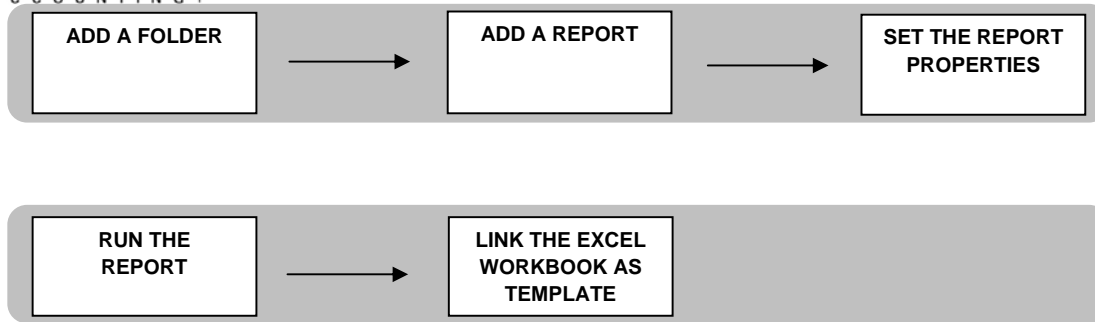 ADD A FOLDER
ADD A REPORT
SET THE REPORT
PROPERTIES
RUN THE
REPORT
LINK THE EXCEL
WORKBOOK AS
TEMPLATE